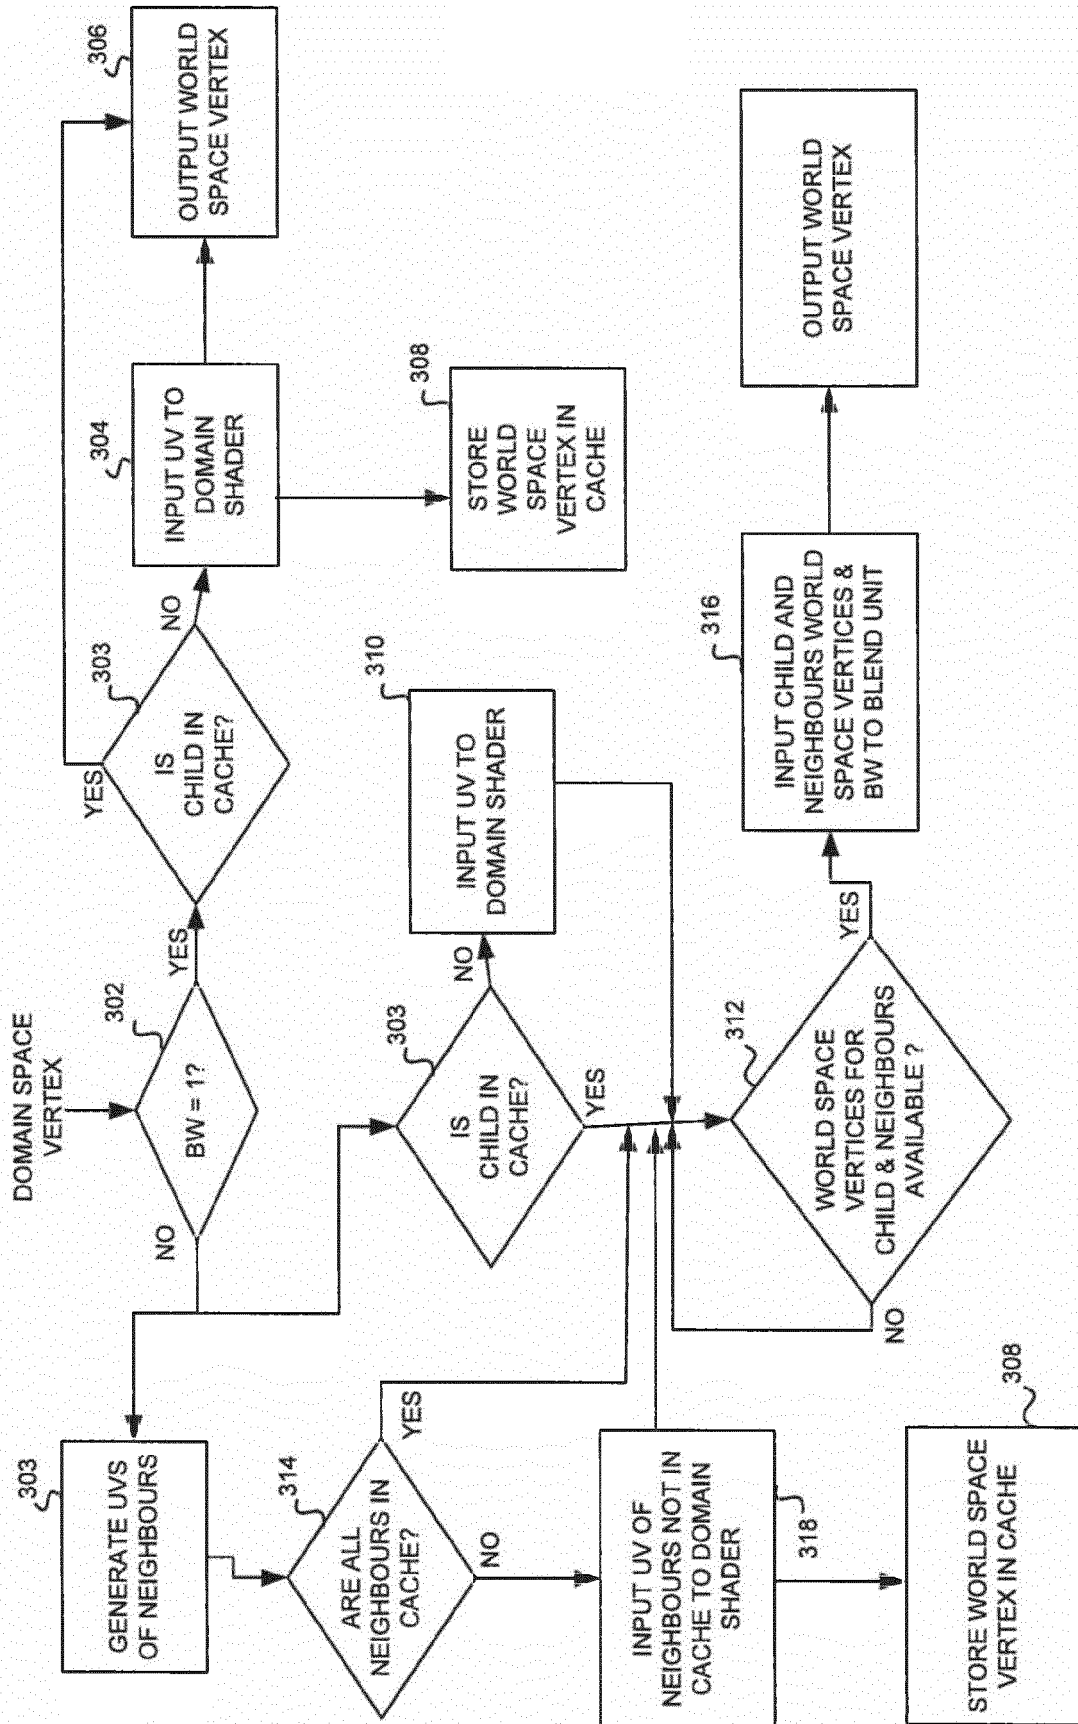 DOMAIN SPACE
VERTEX
302
BW = 1?
YES
NO
303
IS
CHILD IN
CACHE?
YES
NO
304
INPUT UV TO
DOMAIN
SHADER
306
OUTPUT WORLD
SPACE VERTEX
308
STORE
WORLD
SPACE
VERTEX IN
CACHE
303
GENERATE UVS
OF NEIGHBOURS
303
IS
CHILD IN
CACHE?
NO
YES
310
INPUT UV TO
DOMAIN SHADER
314
ARE ALL
NEIGHBOURS IN
CACHE?
YES
NO
312
WORLD SPACE
VERTICES FOR
CHILD & NEIGHBOURS
AVAILABLE ?
YES
NO
316
INPUT CHILD AND
NEIGHBOURS WORLD
SPACE VERTICES &
BW TO BLEND UNIT
OUTPUT WORLD
SPACE VERTEX
INPUT UV OF
NEIGHBOURS NOT IN
CACHE TO DOMAIN
SHADER
318
308
STORE WORLD SPACE
VERTEX IN CACHE